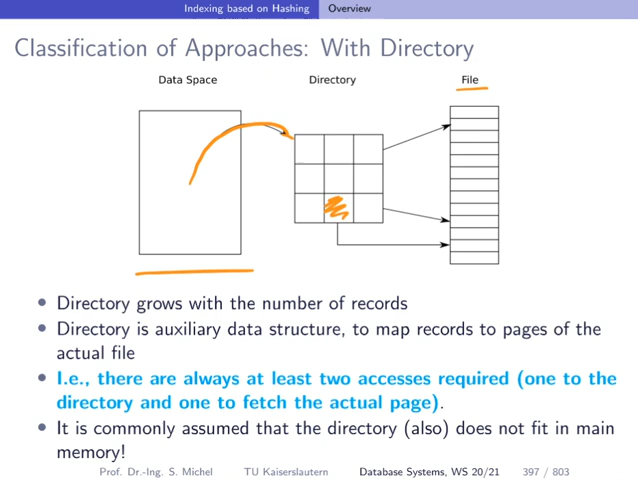 Indexing based on Hashing Overview
Classification of Approaches: With Directory
Data Space Directory File
• Directory grows with the number of records
• Directory is auxiliary data structure, to map records to pages of the
actual file
• I.e., there are always at least two accesses required (one to the
directory and one to fetch the actual page).
• It is commonly assumed that the directory (also) does not fit in main
memory!
Prof. Dr.-Ing. S. Michel TU Kaiserslautern Database Systems, WS 20/21 397 / 803